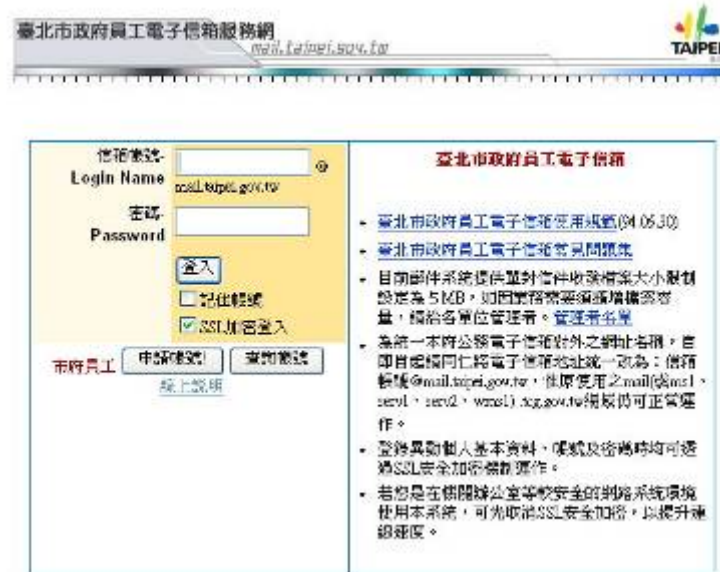 臺北市政府員工電子信箱服務網
mail.taipei.gov.tw
TAIPEI
信箱帳號-
Login Name
@
mail.taipei.gov.tw
密碼-
Password
登入
記住帳號
SSL加密登入
市府員工 申請帳號! 查詢帳號
線上說明
臺北市政府員工電子信箱
臺北市政府員工電子信箱使用規範(94.06.30)
臺北市政府員工電子信箱常見問題集
目前郵件系統提供單封信件收發檔案大小限制
設定為5MB,如因業務需要須擴增檔案容
量,請洽各單位管理者。管理者名單
為統一本府公務電子信箱對外之網址名稱,自
即日起請同仁將電子信箱地址統一改為:信箱
帳號@mail.taipei.gov.tw,惟原使用之mail(或ms1、
serv1、serv2、wms1).tcg.gov.tw網域仍可正常運
作。
登錄異動個人基本資料、帳號及密碼時均可透
過SSL安全加密機制運作。
若您是在機關辦公室等較安全的網路系統環境
使用本系統,可先取消SSL安全加密,以提升連
線速度。